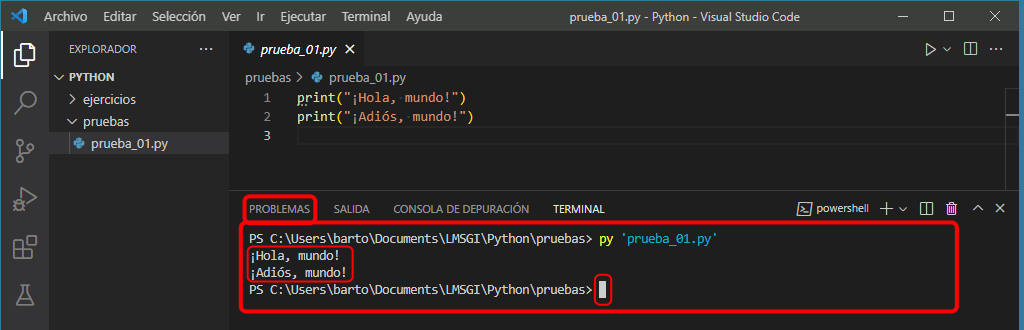 Archivo Editar Selección Ver Ir Ejecutar Terminal Ayuda prueba_01.py - Python - Visual Studio Code
EXPLORADOR ···
PYTHON
ejercicios
pruebas
prueba_01.py
prueba_01.py
pruebas > prueba_01.py
1 print("¡Hola, mundo!")
2 print("¡Adiós, mundo!")
3
PROBLEMAS SALIDA CONSOLA DE DEPURACIÓN TERMINAL powershell
PS C:\Users\barto\Documents\LMSGI\Python\pruebas> py 'prueba_01.py'
¡Hola, mundo!
¡Adiós, mundo!
PS C:\Users\barto\Documents\LMSGI\Python\pruebas>